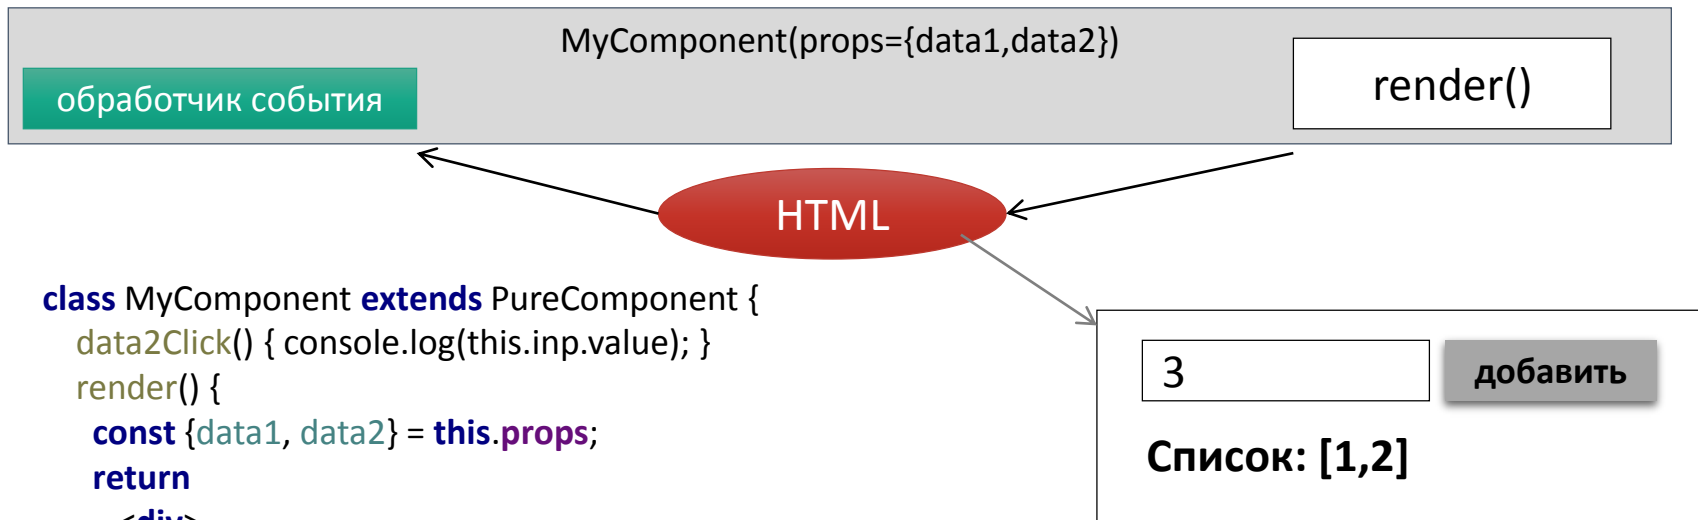 MyComponent(props={data1,data2})
обработчик события
render()
HTML
class MyComponent extends PureComponent {
data2Click() { console.log(this.inp.value); }
render() {
const {data1, data2} = this.props;
return
<div>
3
добавить
Список: [1,2]